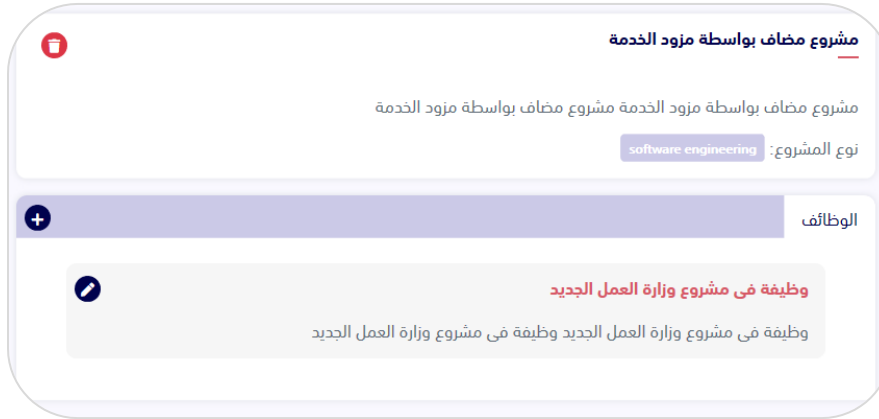 مشروع مضاف بواسطة مزود الخدمة
مشروع مضاف بواسطة مزود الخدمة مشروع مضاف بواسطة مزود الخدمة
نوع المشروع: software engineering
الوظائف
وظيفة فى مشروع وزارة العمل الجديد
وظيفة فى مشروع وزارة العمل الجديد وظيفة فى مشروع وزارة العمل الجديد